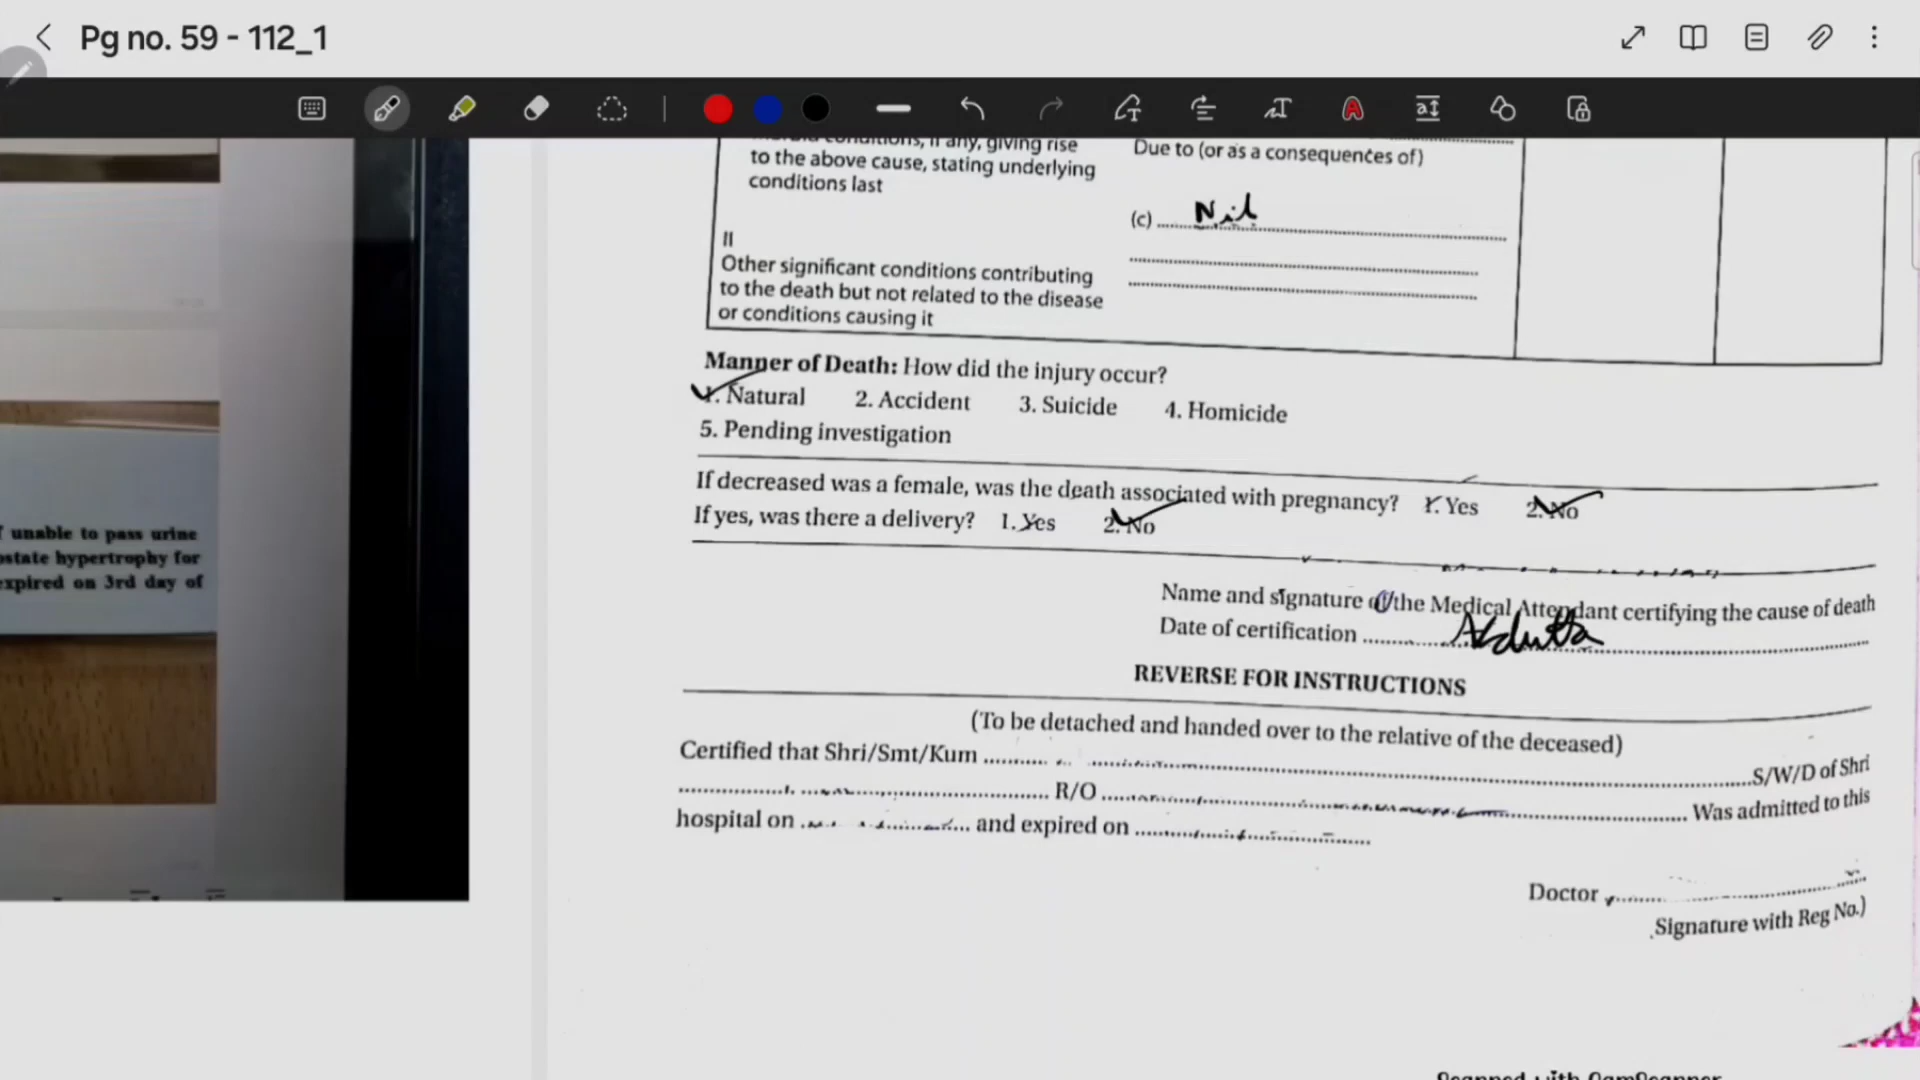 Pg no. 59 - 112_1
if any, giving rise
to the above cause, stating underlying
conditions last
Due to (or as a consequences of)
(c) Nil
II
Other significant conditions contributing
to the death but not related to the disease
or conditions causing it
Manner of Death: How did the injury occur?
1. Natural 2. Accident 3. Suicide 4. Homicide
5. Pending investigation
If decreased was a female, was the death associated with pregnancy? 1. Yes 2. No
If yes, was there a delivery? 1. Yes 2. No
Name and signature of the Medical Attendant certifying the cause of death
Date of certification
REVERSE FOR INSTRUCTIONS
(To be detached and handed over to the relative of the deceased)
Certified that Shri/Smt/Kum S/W/D of Shri
R/O Was admitted to this
hospital on and expired on
Doctor
Signature with Reg No.)
unable to pass urine
hypertrophy for
expired on 3rd day of